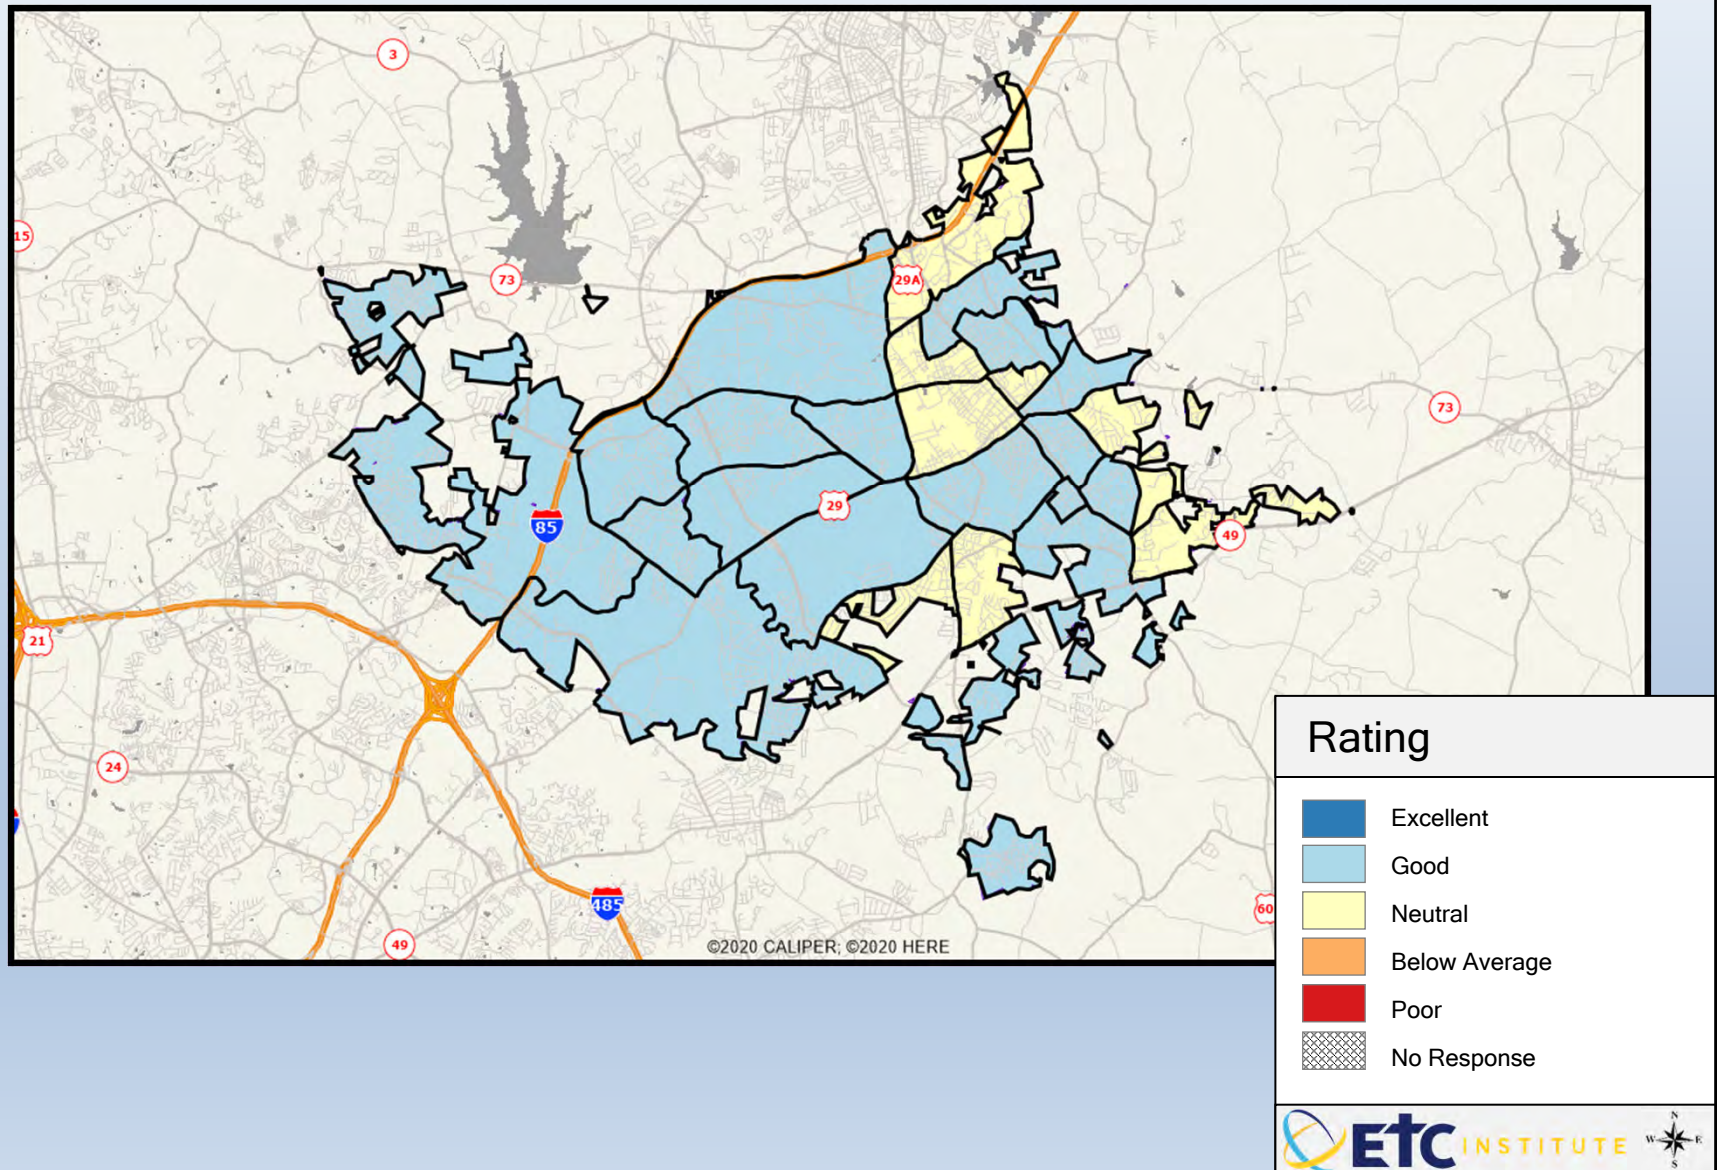 3
15
73
29A
73
29
85
49
21
24
485
49
60
©2020 CALIPER; ©2020 HERE
Rating
Excellent
Good
Neutral
Below Average
Poor
No Response
ETC INSTITUTE
N
W E
S